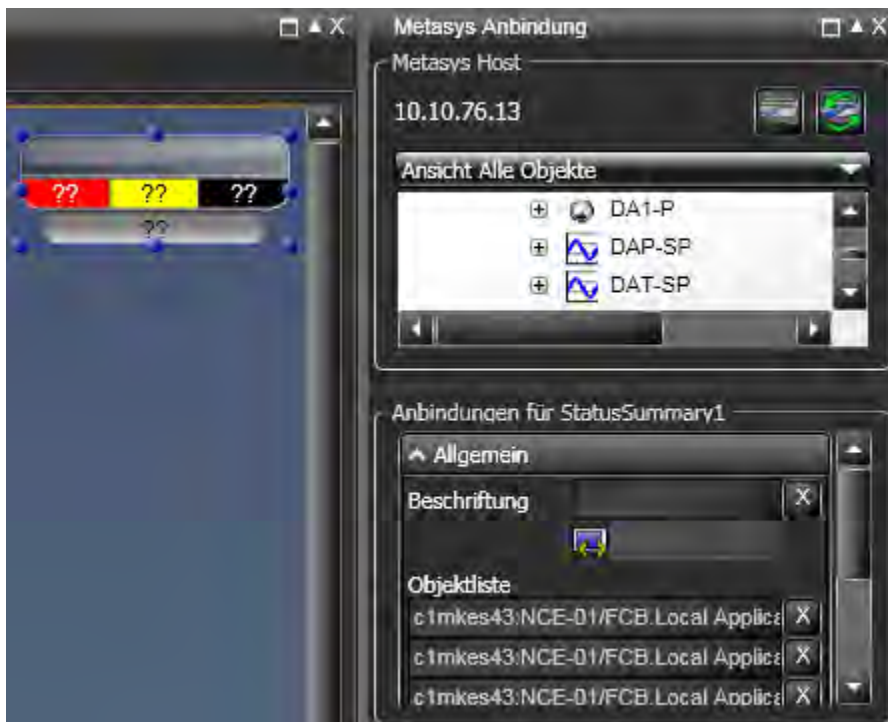 Metasys Anbindung
Metasys Host
10.10.76.13
Ansicht Alle Objekte
DA1-P
DAP-SP
DAT-SP
?? ?? ??
??
Anbindungen für StatusSummary1
Allgemein
Beschriftung X
Objektliste
c1mkes43:NCE-01/FCB.Local Applica X
c1mkes43:NCE-01/FCB.Local Applica X
c1mkes43:NCE-01/FCB.Local Applica X